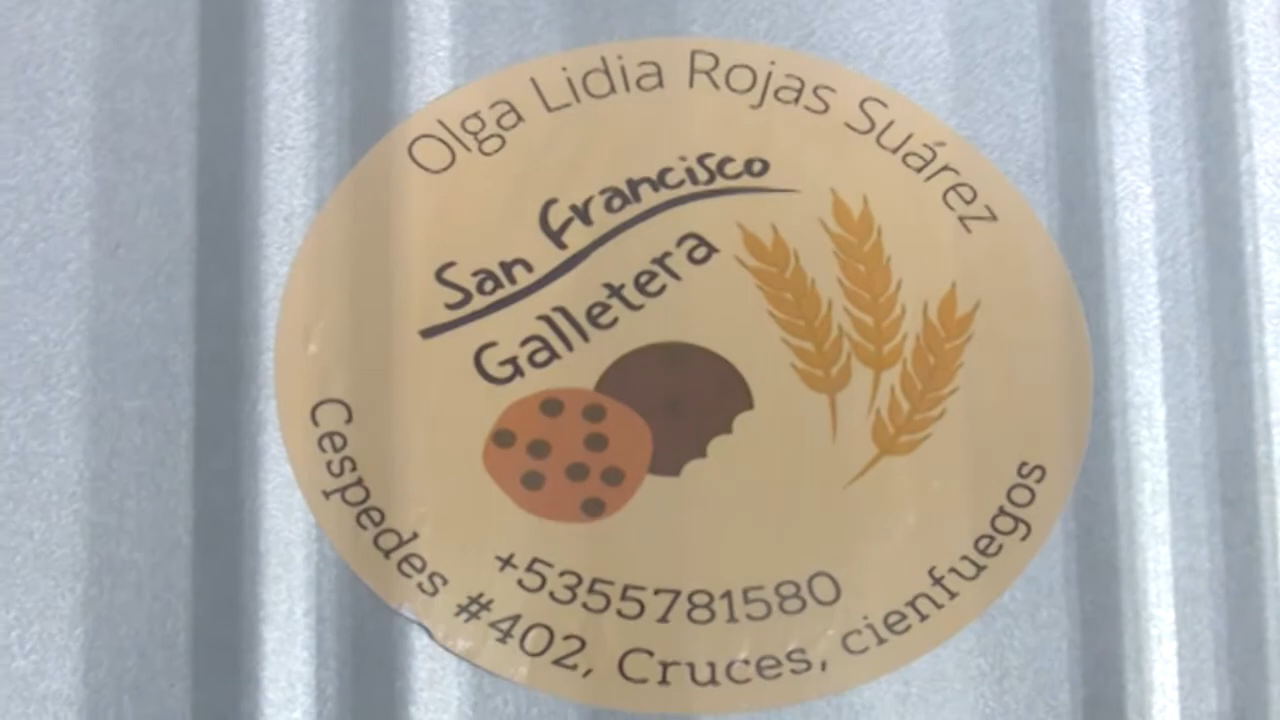 Olga Lidia Rojas Suárez
San Francisco
Galletera
+5355781580
Cespedes #402, Cruces, cienfuegos